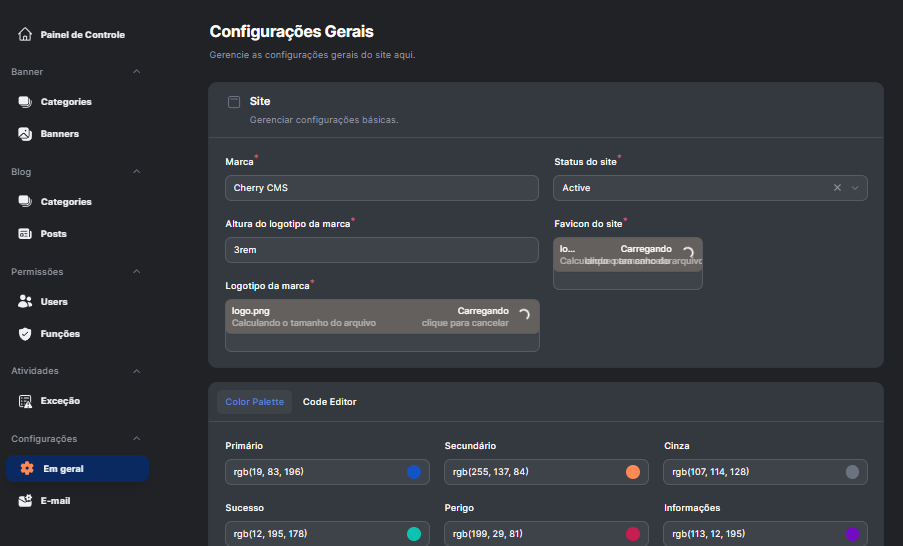 Painel de Controle
Banner
Categories
Banners
Blog
Categories
Posts
Permissões
Users
Funções
Atividades
Exceção
Configurações
Em geral
E-mail
Configurações Gerais
Gerencie as configurações gerais do site aqui.
Site
Gerenciar configurações básicas.
Marca*
Cherry CMS
Status do site*
Active
Altura do logotipo da marca*
3rem
Favicon do site*
lo... Carregando
Logotipo da marca*
logo.png Carregando
Calculando o tamanho do arquivo clique para cancelar
Color Palette Code Editor
Primário Secundário Cinza
rgb(19, 83, 196) rgb(255, 137, 84) rgb(107, 114, 128)
Sucesso Perigo Informações
rgb(12, 195, 178) rgb(199, 29, 81) rgb(113, 12, 195)